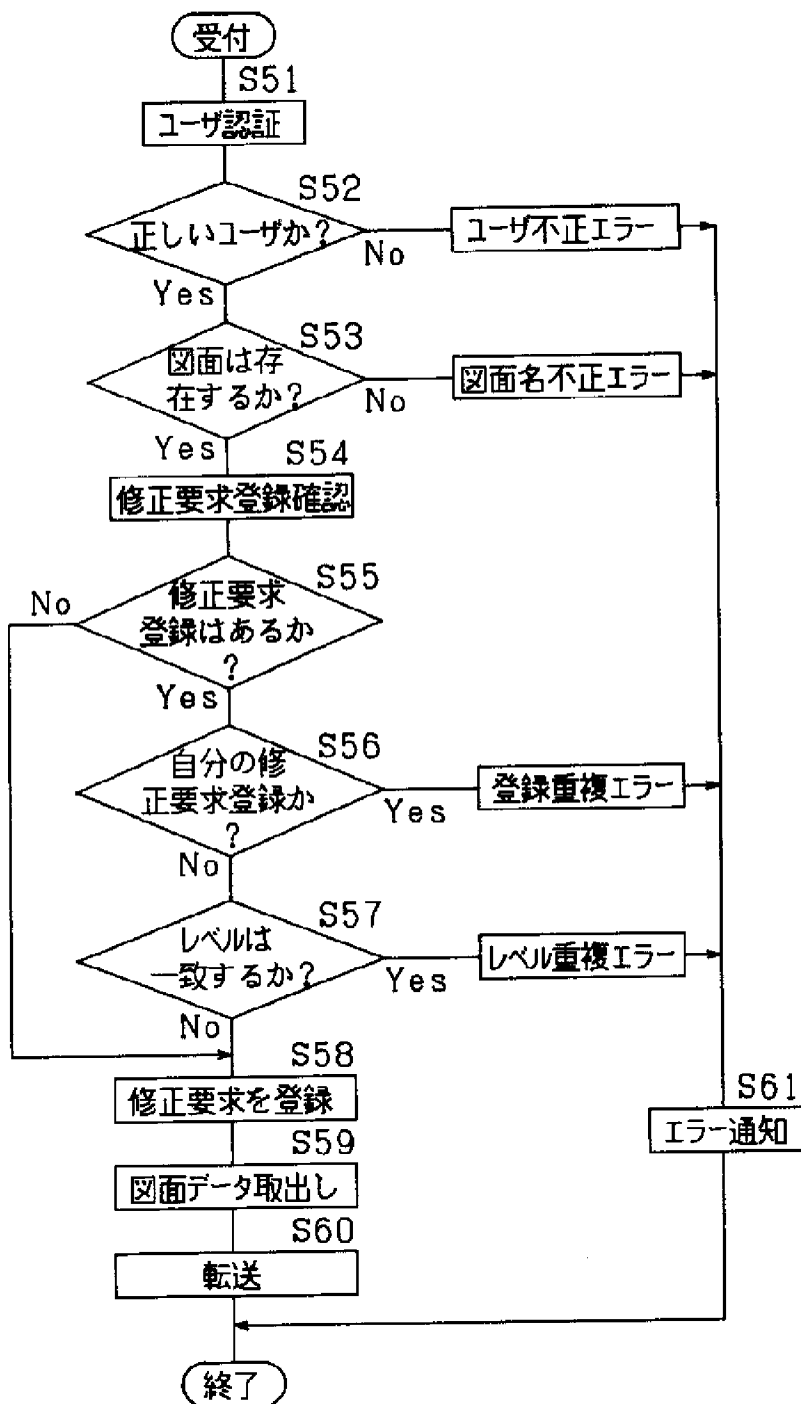 受付
S51
ユーザ認証
S52
正しいユーザか?
No
ユーザ不正エラー
Yes
S53
図面は存
在するか?
No
図面名不正エラー
Yes
S54
修正要求登録確認
S55
No
修正要求
登録はあるか
?
Yes
S56
自分の修
正要求登録か
?
Yes
登録重複エラー
No
S57
レベルは
一致するか?
Yes
レベル重複エラー
No
S58
修正要求を登録
S61
エラー通知
S59
図面データ取出し
S60
転送
終了